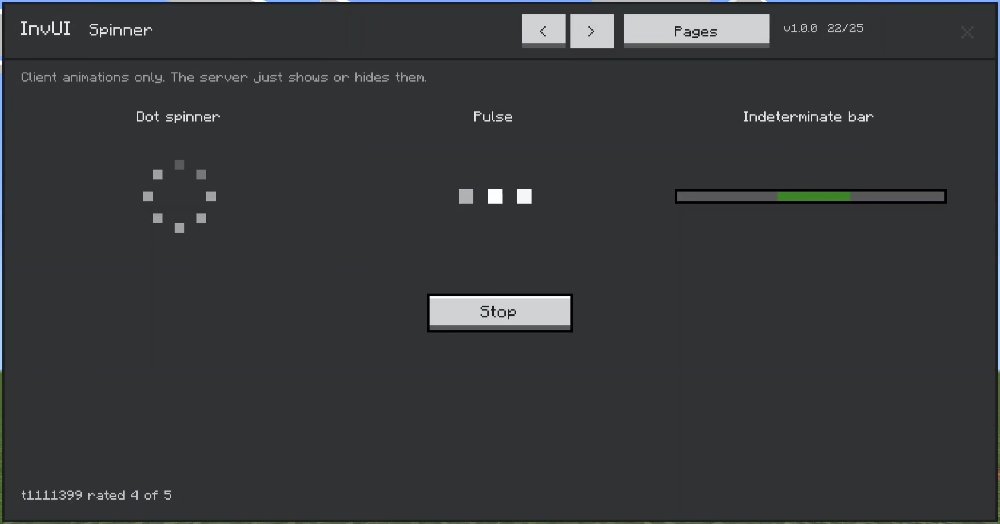 InvUI Spinner < > Pages v1.0.0 22/25
Client animations only. The server just shows or hides them.
Dot spinner Pulse Indeterminate bar
Stop
t1111399 rated 4 of 5